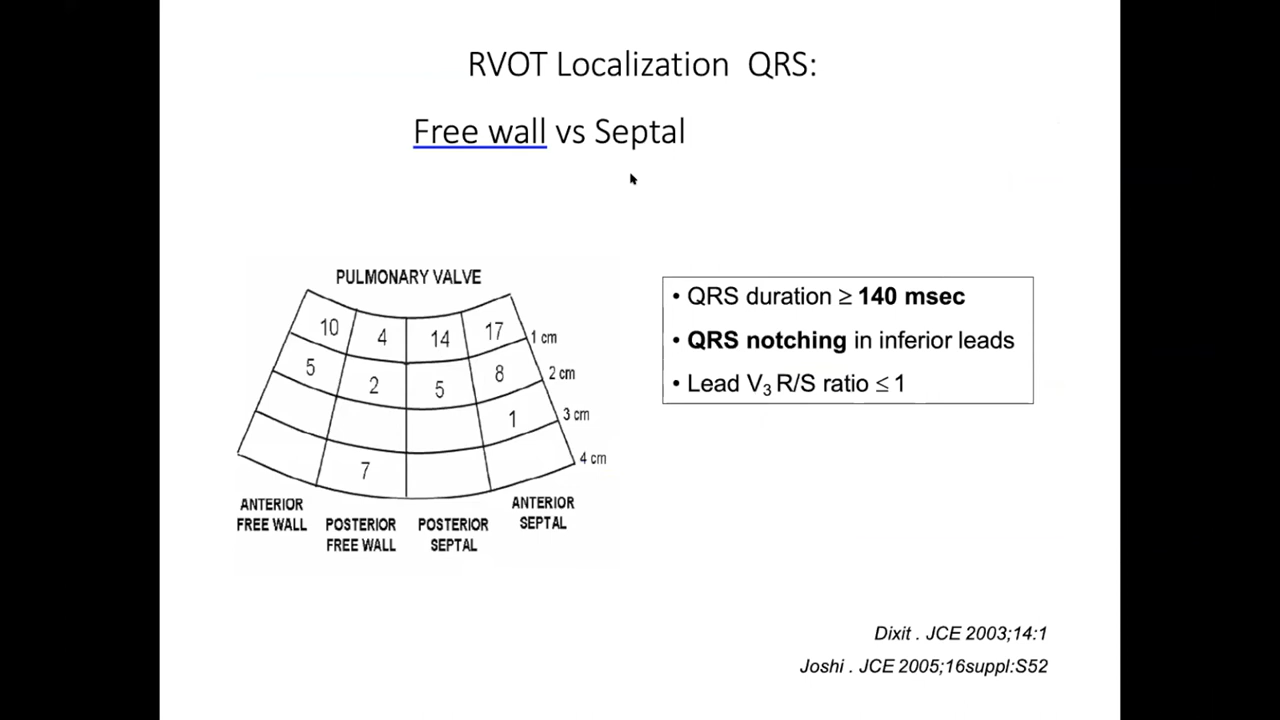 RVOT Localization QRS:
Free wall vs Septal
PULMONARY VALVE
10 4 14 17 1 cm
5 2 5 8 2 cm
1 3 cm
7 4 cm
ANTERIOR FREE WALL
POSTERIOR FREE WALL
POSTERIOR SEPTAL
ANTERIOR SEPTAL
• QRS duration ≥ 140 msec
• QRS notching in inferior leads
• Lead V₃ R/S ratio ≤ 1
Dixit . JCE 2003;14:1
Joshi . JCE 2005;16suppl:S52